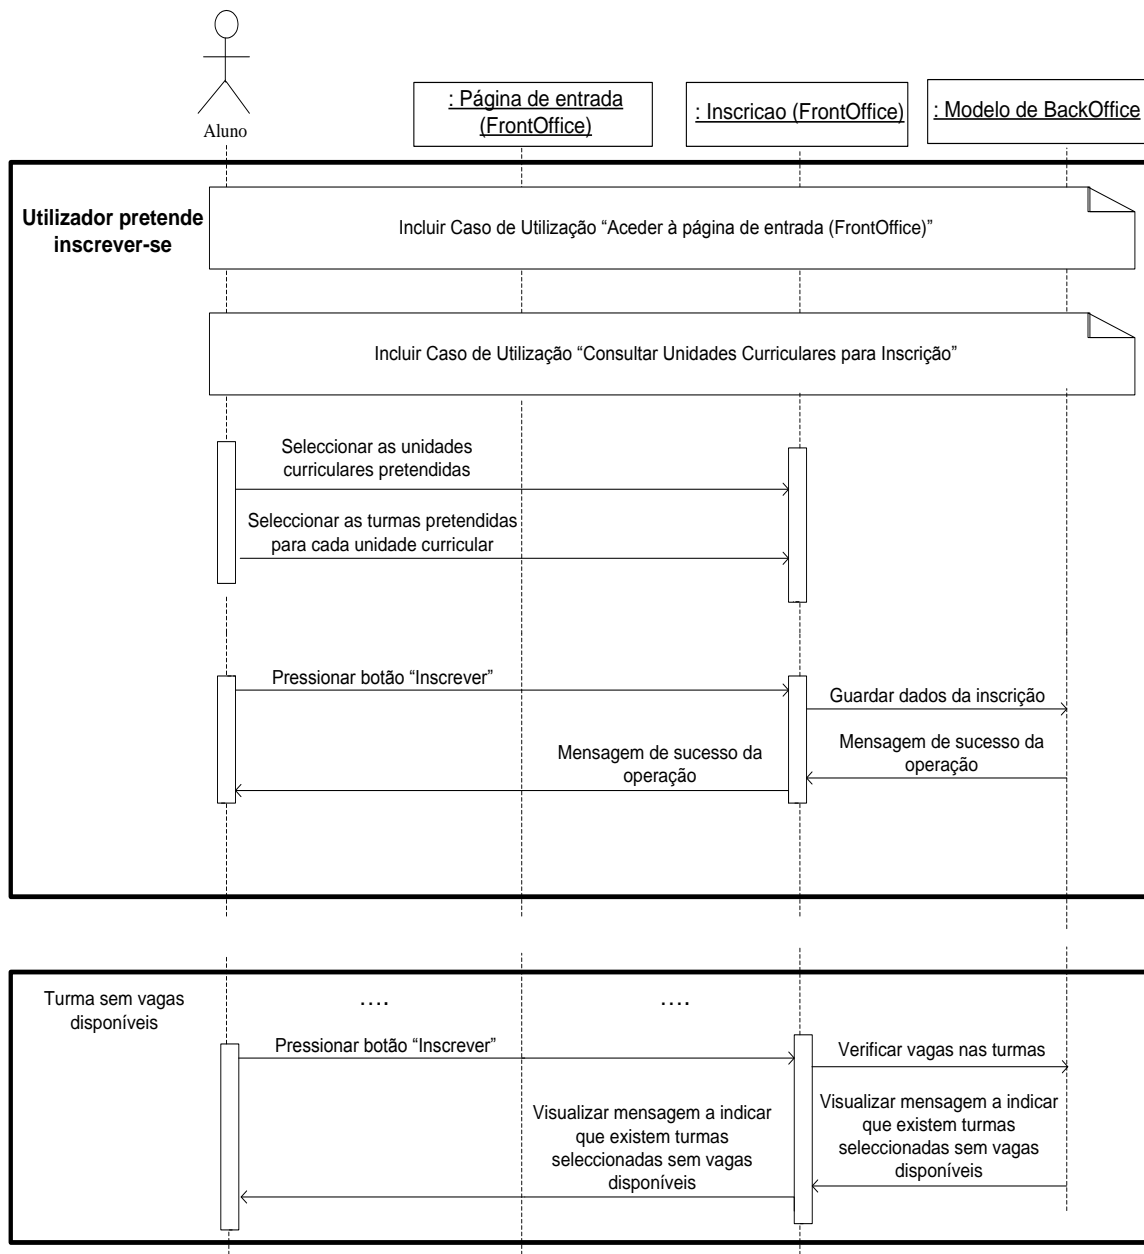 Aluno
: Página de entrada
(FrontOffice)
: Inscricao (FrontOffice)
: Modelo de BackOffice
Utilizador pretende
inscrever-se
Incluir Caso de Utilização “Aceder à página de entrada (FrontOffice)”
Incluir Caso de Utilização “Consultar Unidades Curriculares para Inscrição”
Seleccionar as unidades
curriculares pretendidas
Seleccionar as turmas pretendidas
para cada unidade curricular
Pressionar botão “Inscrever”
Guardar dados da inscrição
Mensagem de sucesso da
operação
Mensagem de sucesso da
operação
Turma sem vagas
disponíveis
....
....
Pressionar botão “Inscrever”
Verificar vagas nas turmas
Visualizar mensagem a indicar
que existem turmas
seleccionadas sem vagas
disponíveis
Visualizar mensagem a indicar
que existem turmas
seleccionadas sem vagas
disponíveis